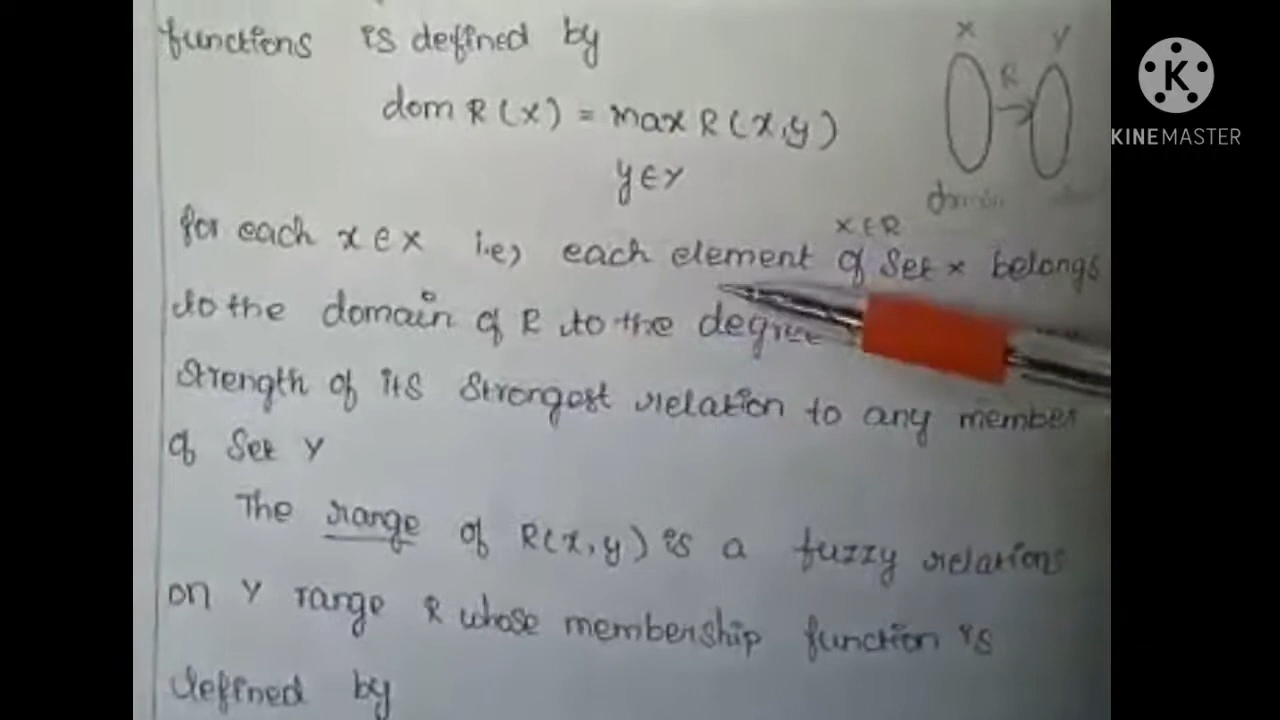 functions is defined by
dom R(x) = max R(x,y)
y∈Y
for each x∈X i.e, each element of set x belongs
x∈R
to the domain of R to the degree
strength of its strongest relation to any member
of set Y
The range of R(x,y) is a fuzzy relations
on Y range R whose membership function is
defined by
X Y
R
domain
K
KINEMASTER